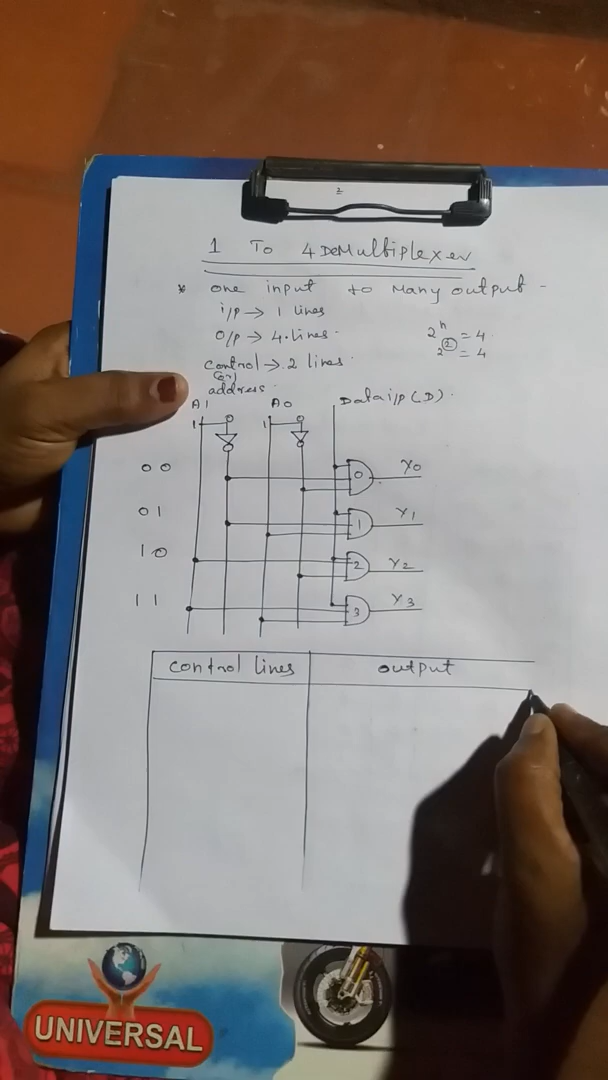 1 To 4 DeMultiplexer
* one input to Many output -
i/p → 1 lines
o/p → 4 lines
2^n = 4
2^② = 4
control → 2 lines
(or)
address
A1 A0 Data i/p (D)
1 1
00 0 Y0
01 1 Y1
10 2 Y2
11 3 Y3
control lines output
UNIVERSAL